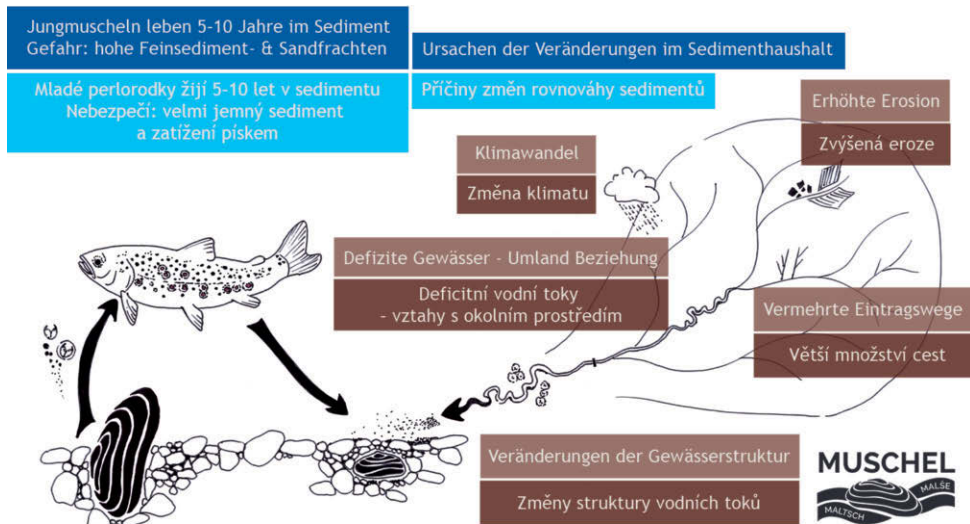 Jungmuscheln leben 5-10 Jahre im Sediment
Gefahr: hohe Feinsediment- & Sandfrachten
Ursachen der Veränderungen im Sedimenthaushalt
Mladé perlorodky žijí 5-10 let v sedimentu
Nebezpečí: velmi jemný sediment
a zatížení pískem
Příčiny změn rovnováhy sedimentů
Erhöhte Erosion
Zvýšená eroze
Klimawandel
Změna klimatu
Defizite Gewässer - Umland Beziehung
Deficitní vodní toky
– vztahy s okolním prostředím
Vermehrte Eintragswege
Větší množství cest
Veränderungen der Gewässerstruktur
Změny struktury vodních toků
MUSCHEL
MALTSCH
MALŠE